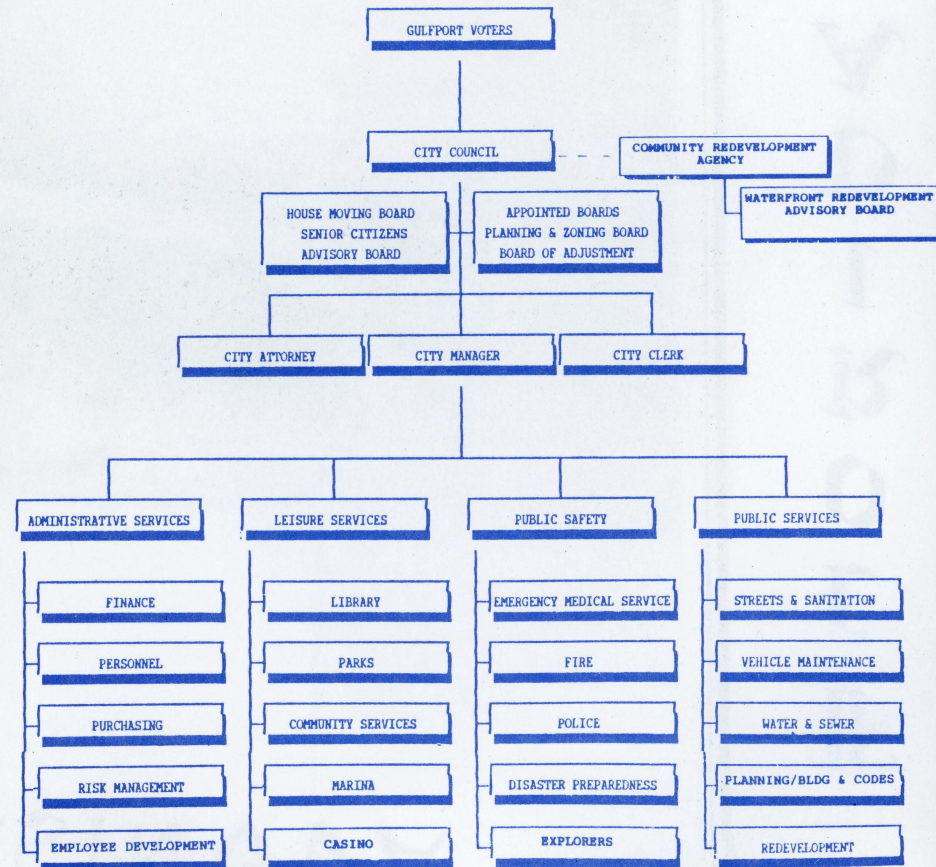 GULFPORT VOTERS
CITY COUNCIL
COMMUNITY REDEVELOPMENT
AGENCY
WATERFRONT REDEVELOPMENT
ADVISORY BOARD
HOUSE MOVING BOARD
SENIOR CITIZENS
ADVISORY BOARD
APPOINTED BOARDS
PLANNING & ZONING BOARD
BOARD OF ADJUSTMENT
CITY ATTORNEY
CITY MANAGER
CITY CLERK
ADMINISTRATIVE SERVICES
FINANCE
PERSONNEL
PURCHASING
RISK MANAGEMENT
EMPLOYEE DEVELOPMENT
LEISURE SERVICES
LIBRARY
PARKS
COMMUNITY SERVICES
MARINA
CASINO
PUBLIC SAFETY
EMERGENCY MEDICAL SERVICE
FIRE
POLICE
DISASTER PREPAREDNESS
EXPLORERS
PUBLIC SERVICES
STREETS & SANITATION
VEHICLE MAINTENANCE
WATER & SEWER
PLANNING/BLDG & CODES
REDEVELOPMENT